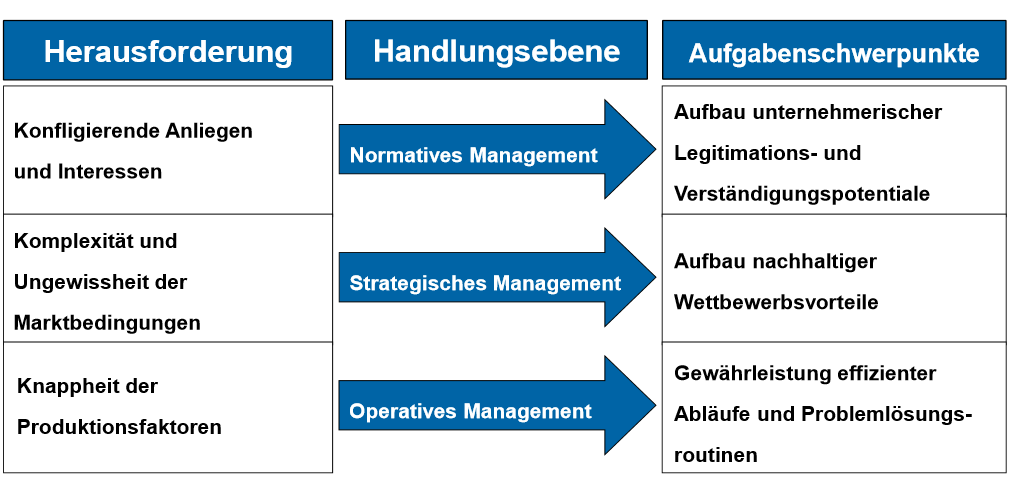 Herausforderung
Handlungsebene
Aufgabenschwerpunkte
Konfligierende Anliegen
und Interessen
Normatives Management
Aufbau unternehmerischer
Legitimations- und
Verständigungspotentiale
Komplexität und
Ungewissheit der
Marktbedingungen
Strategisches Management
Aufbau nachhaltiger
Wettbewerbsvorteile
Knappheit der
Produktionsfaktoren
Operatives Management
Gewährleistung effizienter
Abläufe und Problemlösungs-
routinen